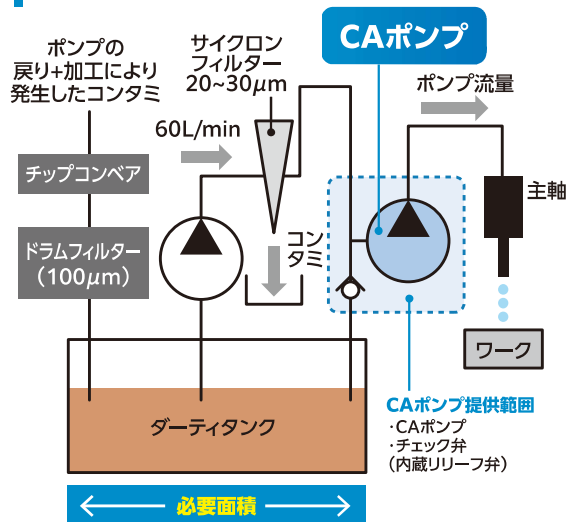 ポンプの
戻り+加工により
発生したコンタミ
サイクロン
フィルター
20~30μm
CAポンプ
ポンプ流量
60L/min
チップコンベア
ドラムフィルター
(100μm)
コン
タミ
主軸
ワーク
ダーティタンク
CAポンプ提供範囲
・CAポンプ
・チェック弁
(内蔵リリーフ弁)
必要面積